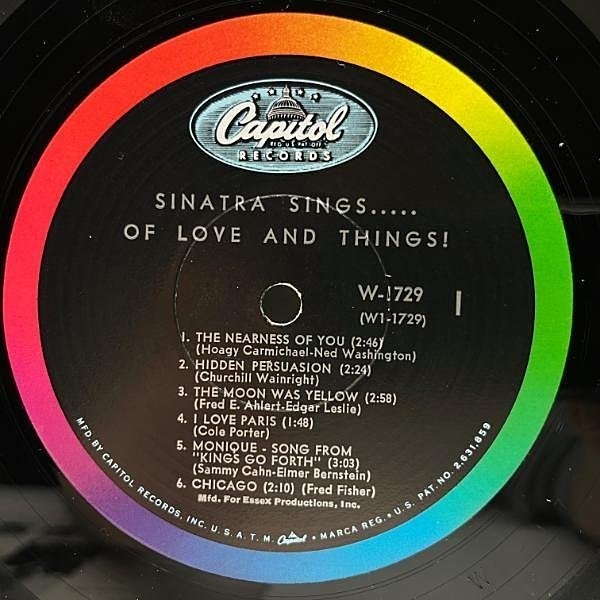 Capitol
REG. U.S. PAT. OFF.
RECORDS
SINATRA SINGS.....
OF LOVE AND THINGS!
W-1729
(W1-1729)
1
1. THE NEARNESS OF YOU (2:46)
(Hoagy Carmichael-Ned Washington)
2. HIDDEN PERSUASION (2:24)
(Churchill Wainright)
3. THE MOON WAS YELLOW (2:58)
(Fred E. Ahlert-Edgar Leslie)
4. I LOVE PARIS (1:48)
(Cole Porter)
5. MONIQUE - SONG FROM
"KINGS GO FORTH" (3:03)
(Sammy Cahn-Elmer Bernstein)
6. CHICAGO (2:10) (Fred Fisher)
Mfd. For Essex Productions, Inc.
MFD. BY CAPITOL RECORDS, INC. U.S.A. T.M. Capitol • MARCA REG. • U.S. PAT. NO. 2,631,859